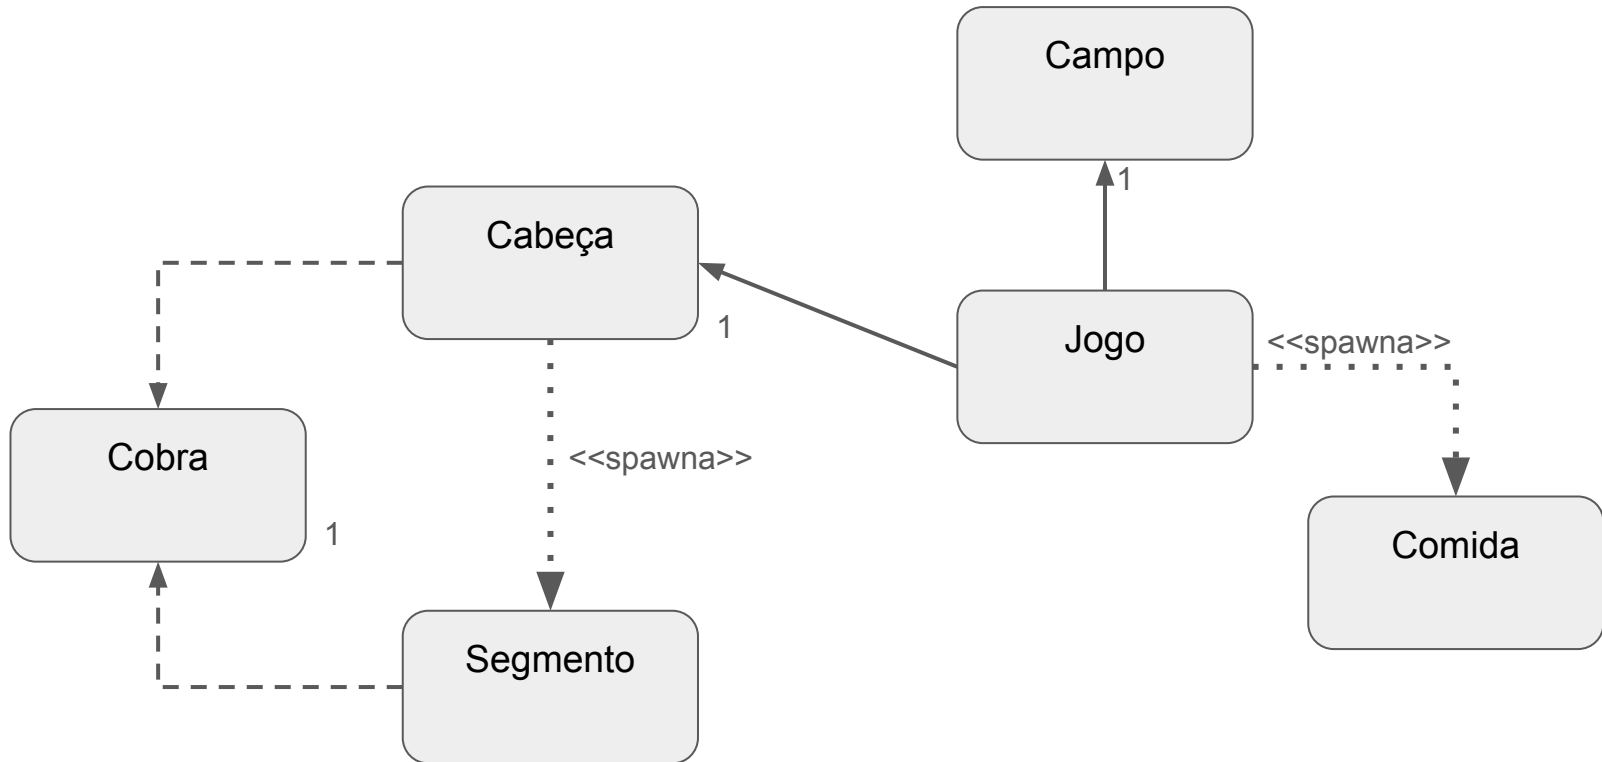 Campo
1
Cabeça
1
Jogo
<<spawna>>
Cobra
1
<<spawna>>
Comida
Segmento